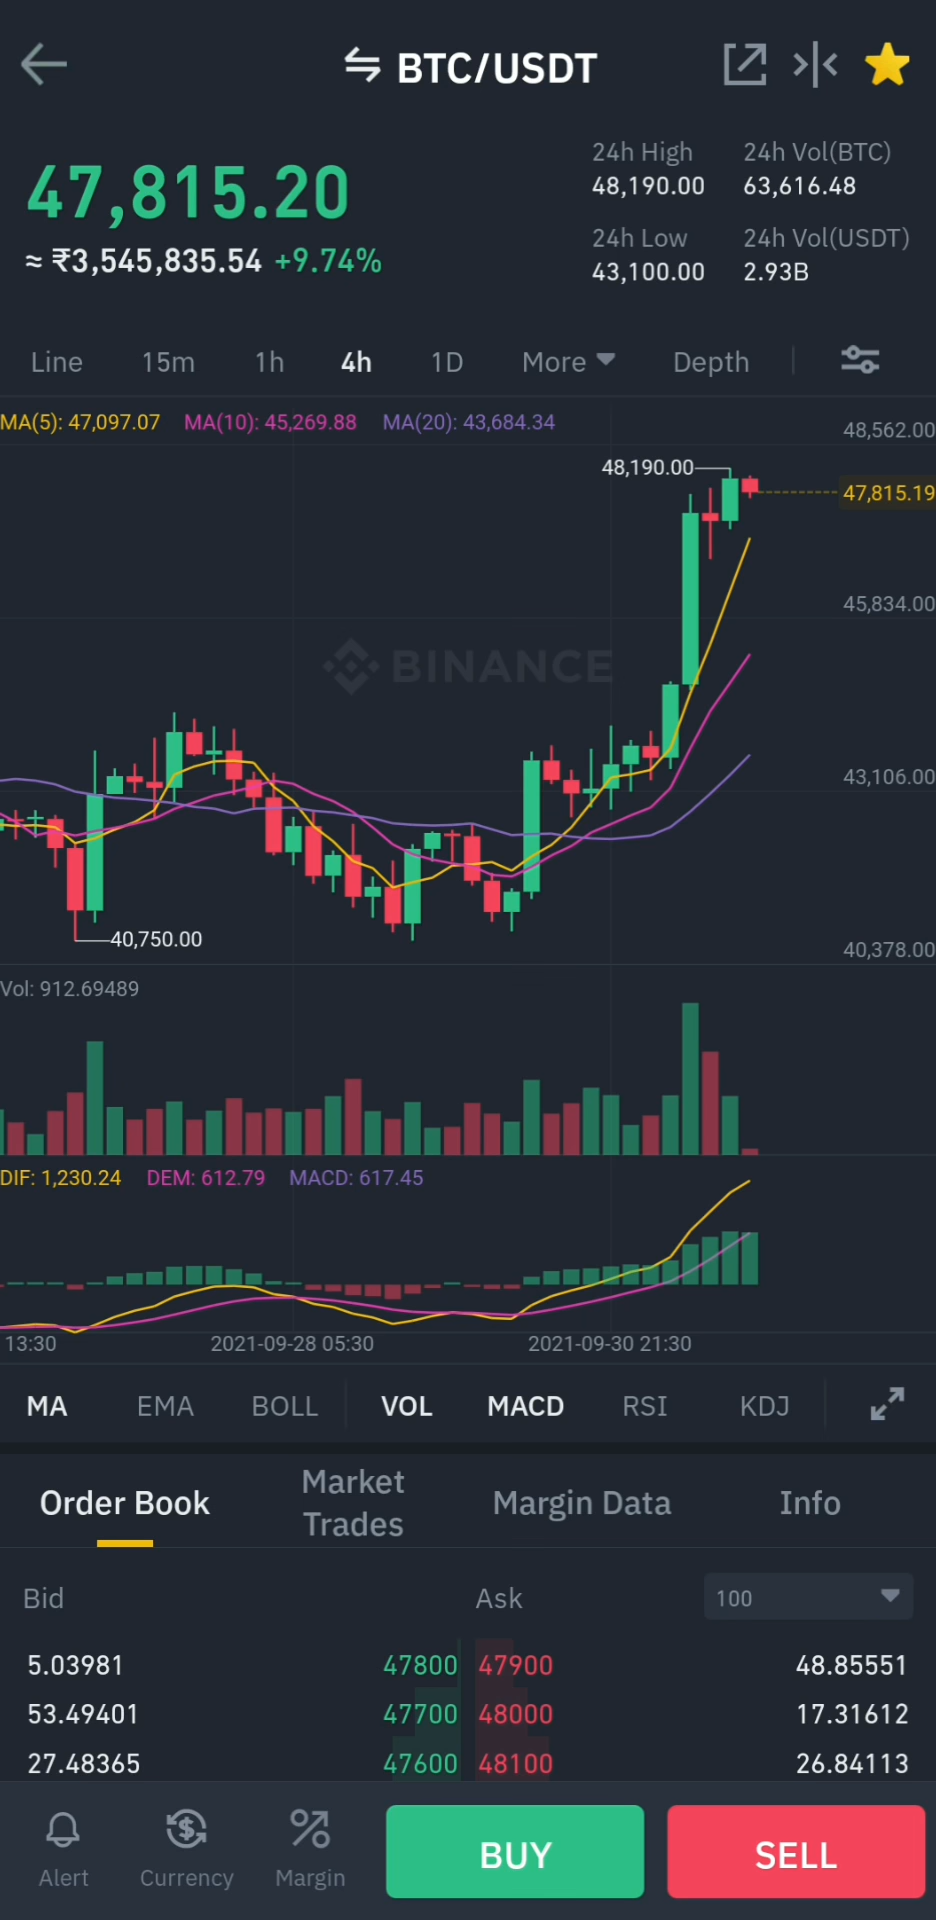 BTC/USDT
47,815.20
≈ ₹3,545,835.54 +9.74%
24h High
48,190.00
24h Vol(BTC)
63,616.48
24h Low
43,100.00
24h Vol(USDT)
2.93B
Line 15m 1h 4h 1D More Depth
MA(5): 47,097.07 MA(10): 45,269.88 MA(20): 43,684.34
48,562.00
48,190.00
47,815.19
45,834.00
BINANCE
43,106.00
40,750.00
40,378.00
Vol: 912.69489
DIF: 1,230.24 DEM: 612.79 MACD: 617.45
13:30 2021-09-28 05:30 2021-09-30 21:30
MA EMA BOLL VOL MACD RSI KDJ
Order Book
Market
Trades
Margin Data
Info
Bid Ask 100
5.03981 47800 47900 48.85551
53.49401 47700 48000 17.31612
27.48365 47600 48100 26.84113
Alert Currency Margin BUY SELL